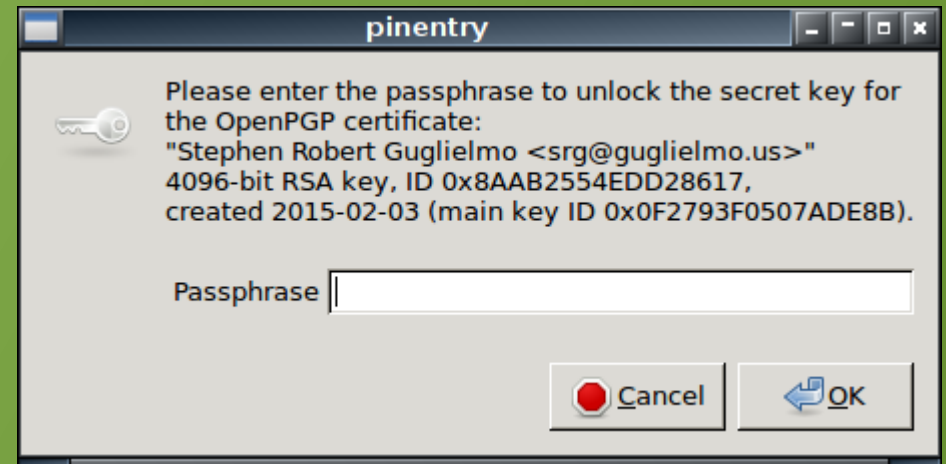 pinentry
Please enter the passphrase to unlock the secret key for
the OpenPGP certificate:
"Stephen Robert Guglielmo <srg@guglielmo.us>"
4096-bit RSA key, ID 0x8AAB2554EDD28617,
created 2015-02-03 (main key ID 0x0F2793F0507ADE8B).
Passphrase
Cancel OK